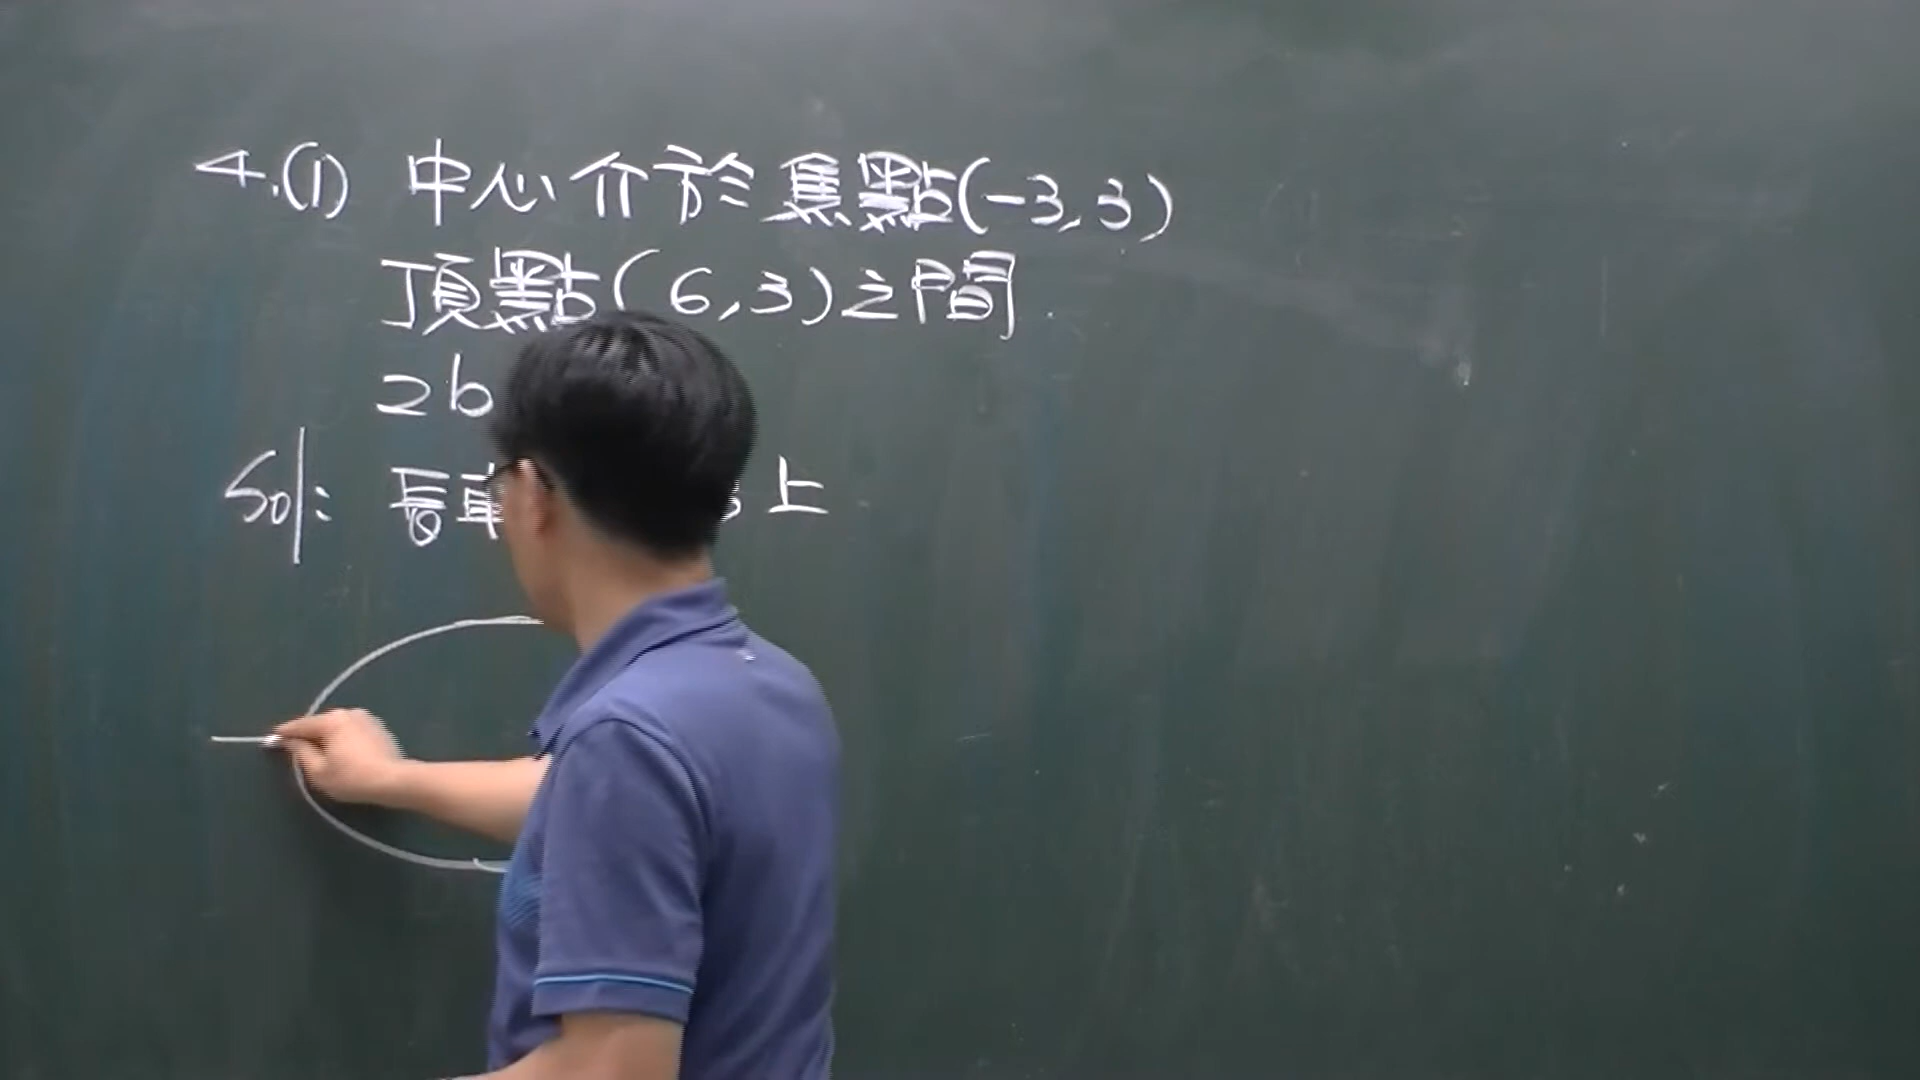 4.(1) 中心介於焦點(-3,3)
頂點(6,3)之間
2b
Sol: 長軸 上